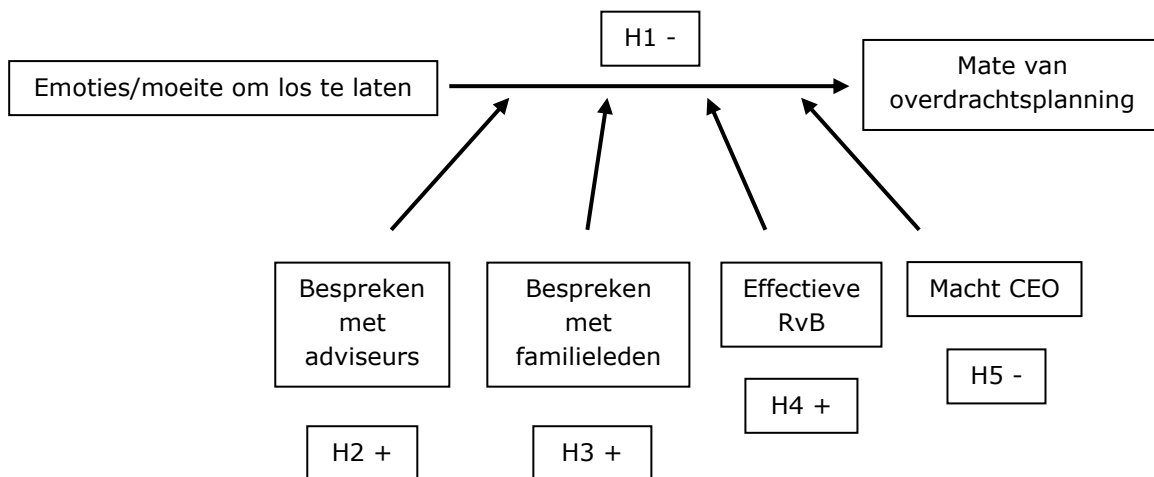 H1 -
Emoties/moeite om los te laten
Mate van
overdrachtsplanning
Bespreken
met
adviseurs
Bespreken
met
familieleden
Effectieve
RvB
Macht CEO
H2 +
H3 +
H4 +
H5 -